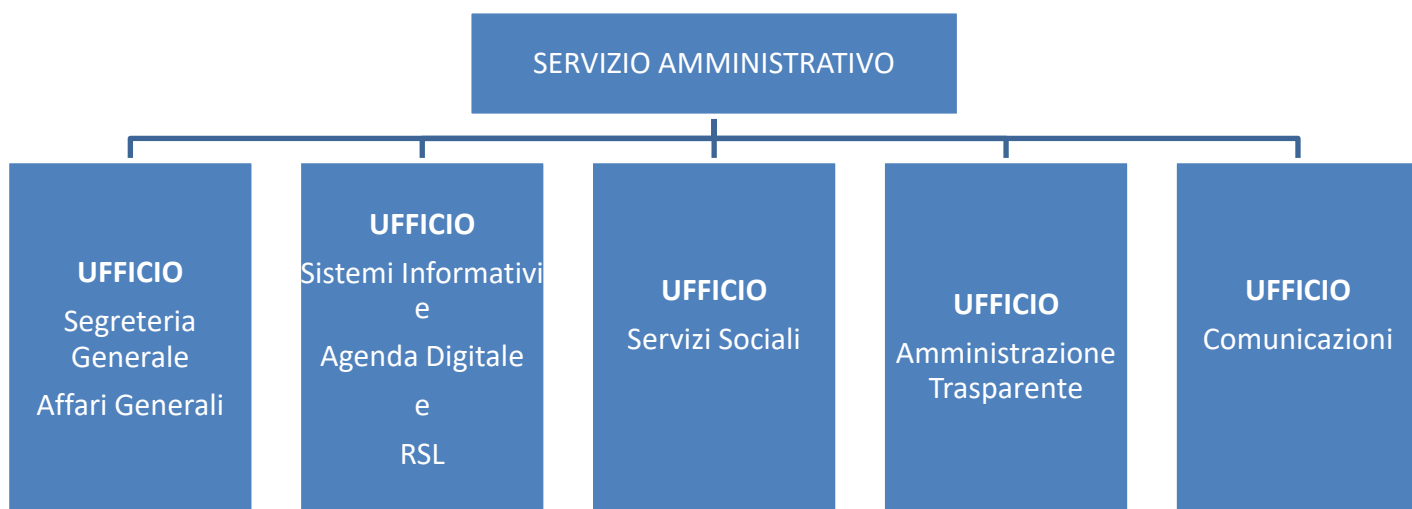 SERVIZIO AMMINISTRATIVO
UFFICIO
Segreteria
Generale
Affari Generali
UFFICIO
Sistemi Informativi
e
Agenda Digitale
e
RSL
UFFICIO
Servizi Sociali
UFFICIO
Amministrazione
Trasparente
UFFICIO
Comunicazioni